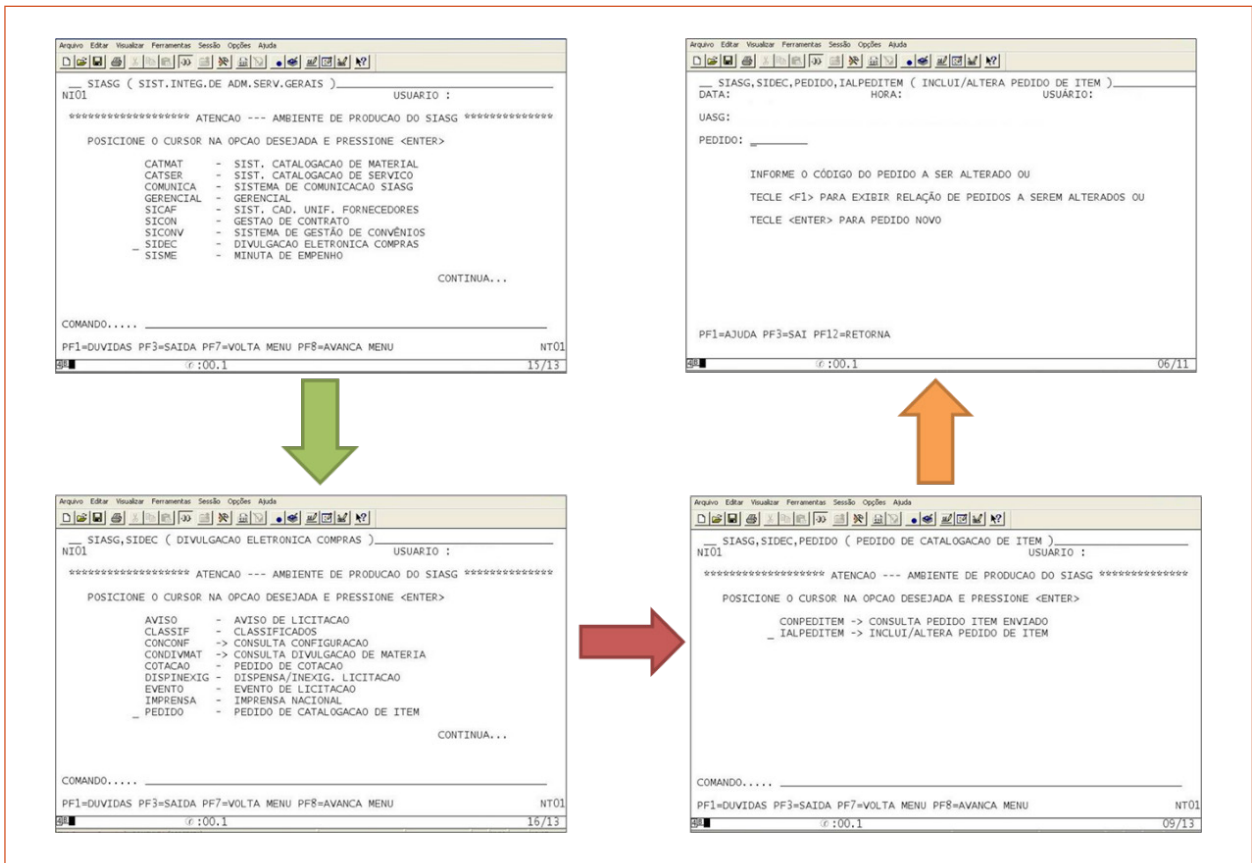 Arquivo Editar Visualizar Ferramentas Sessão Opções Ajuda
__ SIASG ( SIST.INTEG.DE ADM.SERV.GERAIS )
NI01 USUARIO :
******************* ATENCAO --- AMBIENTE DE PRODUCAO DO SIASG **************
POSICIONE O CURSOR NA OPCAO DESEJADA E PRESSIONE <ENTER>
CATMAT - SIST. CATALOGACAO DE MATERIAL
CATSER - SIST. CATALOGACAO DE SERVICO
COMUNICA - SISTEMA DE COMUNICACAO SIASG
GERENCIAL - GERENCIAL
SICAF - SIST. CAD. UNIF. FORNECEDORES
SICON - GESTAO DE CONTRATO
SICONV - SISTEMA DE GESTÃO DE CONVÊNIOS
_ SIDEC - DIVULGACAO ELETRONICA COMPRAS
SISME - MINUTA DE EMPENHO
CONTINUA...
COMANDO.....
PF1=DUVIDAS PF3=SAIDA PF7=VOLTA MENU PF8=AVANCA MENU NT01
:00.1 15/13
Arquivo Editar Visualizar Ferramentas Sessão Opções Ajuda
__ SIASG,SIDEC ( DIVULGACAO ELETRONICA COMPRAS )
NI01 USUARIO :
******************* ATENCAO --- AMBIENTE DE PRODUCAO DO SIASG **************
POSICIONE O CURSOR NA OPCAO DESEJADA E PRESSIONE <ENTER>
AVISO - AVISO DE LICITACAO
CLASSIF - CLASSIFICADOS
CONCONF -> CONSULTA CONFIGURACAO
CONDIVMAT -> CONSULTA DIVULGACAO DE MATERIA
COTACAO - PEDIDO DE COTACAO
DISPINEXIG - DISPENSA/INEXIG. LICITACAO
EVENTO - EVENTO DE LICITACAO
IMPRENSA - IMPRENSA NACIONAL
_ PEDIDO - PEDIDO DE CATALOGACAO DE ITEM
CONTINUA...
COMANDO.....
PF1=DUVIDAS PF3=SAIDA PF7=VOLTA MENU PF8=AVANCA MENU NT01
:00.1 16/13
Arquivo Editar Visualizar Ferramentas Sessão Opções Ajuda
__ SIASG,SIDEC,PEDIDO ( PEDIDO DE CATALOGACAO DE ITEM )
NI01 USUARIO :
******************* ATENCAO --- AMBIENTE DE PRODUCAO DO SIASG **************
POSICIONE O CURSOR NA OPCAO DESEJADA E PRESSIONE <ENTER>
CONPEDITEM -> CONSULTA PEDIDO ITEM ENVIADO
_ IALPEDITEM -> INCLUI/ALTERA PEDIDO DE ITEM
COMANDO.....
PF1=DUVIDAS PF3=SAIDA PF7=VOLTA MENU PF8=AVANCA MENU NT01
:00.1 09/13
Arquivo Editar Visualizar Ferramentas Sessão Opções Ajuda
__ SIASG,SIDEC,PEDIDO,IALPEDITEM ( INCLUI/ALTERA PEDIDO DE ITEM )
DATA: HORA: USUÁRIO:
UASG:
PEDIDO:
INFORME O CÓDIGO DO PEDIDO A SER ALTERADO OU
TECLE <F1> PARA EXIBIR RELAÇÃO DE PEDIDOS A SEREM ALTERADOS OU
TECLE <ENTER> PARA PEDIDO NOVO
PF1=AJUDA PF3=SAI PF12=RETORNA
:00.1 06/11